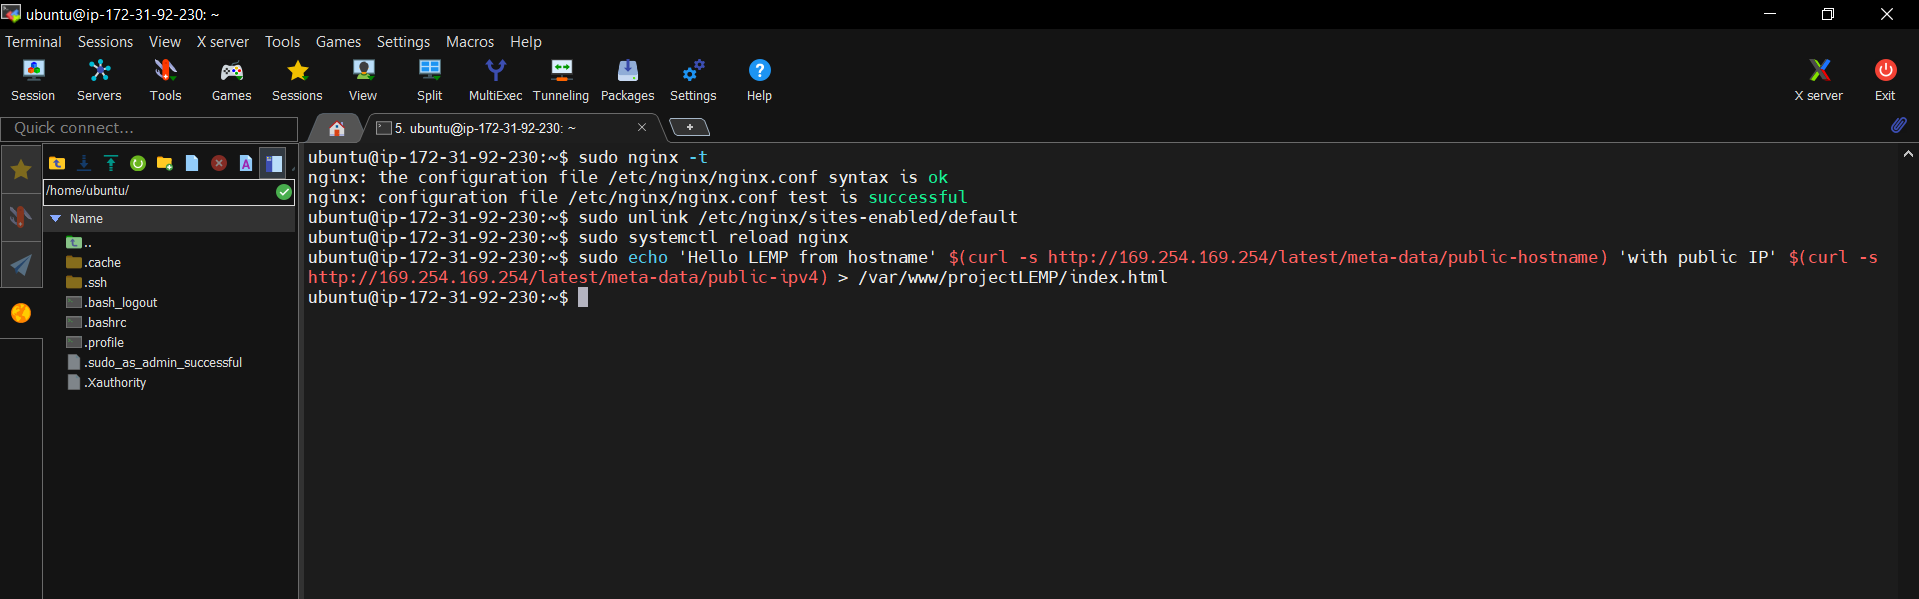 ubuntu@ip-172-31-92-230: ~
Terminal Sessions View X server Tools Games Settings Macros Help
Session Servers Tools Games Sessions View Split MultiExec Tunneling Packages Settings Help X server Exit
Quick connect...
5. ubuntu@ip-172-31-92-230: ~
/home/ubuntu/
Name
..
.cache
.ssh
.bash_logout
.bashrc
.profile
.sudo_as_admin_successful
.Xauthority
ubuntu@ip-172-31-92-230:~$ sudo nginx -t
nginx: the configuration file /etc/nginx/nginx.conf syntax is ok
nginx: configuration file /etc/nginx/nginx.conf test is successful
ubuntu@ip-172-31-92-230:~$ sudo unlink /etc/nginx/sites-enabled/default
ubuntu@ip-172-31-92-230:~$ sudo systemctl reload nginx
ubuntu@ip-172-31-92-230:~$ sudo echo 'Hello LEMP from hostname' $(curl -s http://169.254.169.254/latest/meta-data/public-hostname) 'with public IP' $(curl -s
http://169.254.169.254/latest/meta-data/public-ipv4) > /var/www/projectLEMP/index.html
ubuntu@ip-172-31-92-230:~$